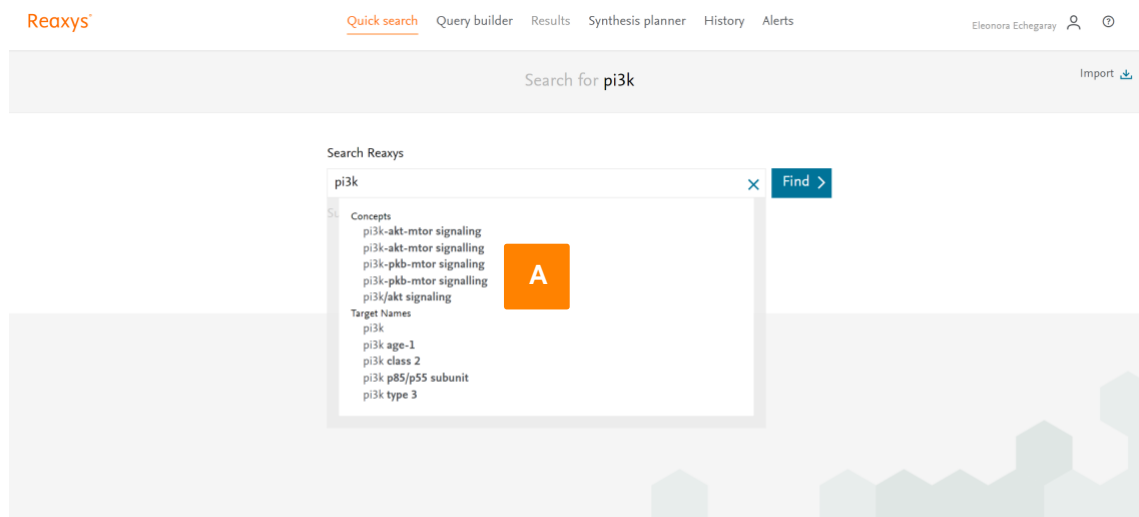 Reaxys
Quick search Query builder Results Synthesis planner History Alerts
Eleonora Echegaray
Search for pi3k
Import
Search Reaxys
pi3k
Find
Su
Concepts
pi3k-akt-mtor signaling
pi3k-akt-mtor signalling
pi3k-pkb-mtor signaling
pi3k-pkb-mtor signalling
pi3k/akt signaling
A
Target Names
pi3k
pi3k age-1
pi3k class 2
pi3k p85/p55 subunit
pi3k type 3